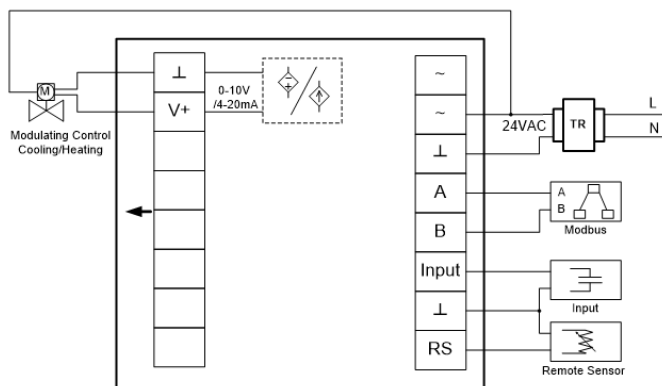 ⊥
V+
0-10V
/4-20mA
M
Modulating Control
Cooling/Heating
~
~
⊥
A
B
Input
⊥
RS
24VAC
TR
L
N
A
B
Modbus
Input
Remote Sensor